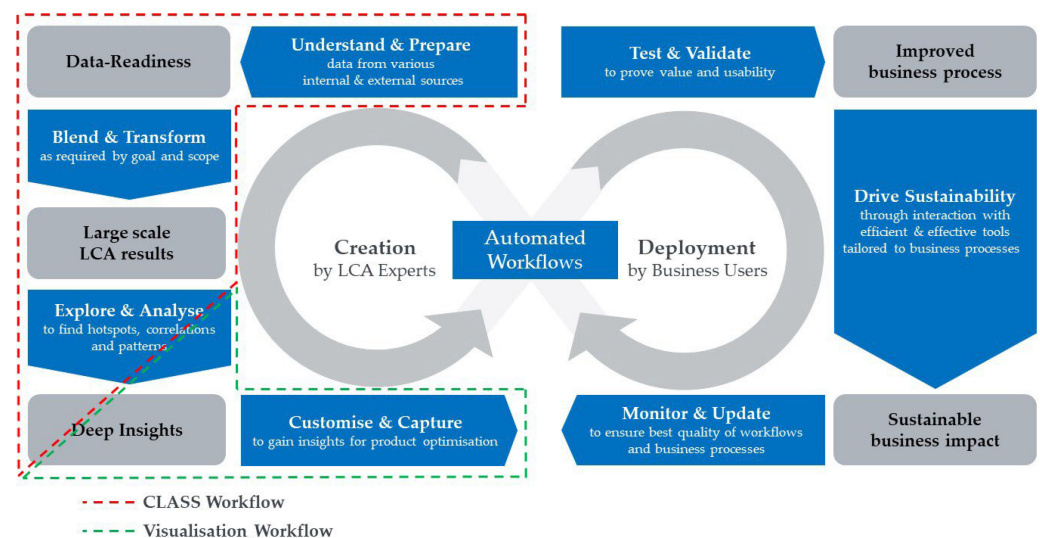 Data-Readiness
Understand & Prepare
data from various
internal & external sources
Test & Validate
to prove value and usability
Improved
business process
Blend & Transform
as required by goal and scope
Large scale
LCA results
Explore & Analyse
to find hotspots, correlations
and patterns
Deep Insights
Creation
by LCA Experts
Automated
Workflows
Deployment
by Business Users
Drive Sustainability
through interaction with
efficient & effective tools
tailored to business processes
Customise & Capture
to gain insights for product optimisation
Monitor & Update
to ensure best quality of workflows
and business processes
Sustainable
business impact
CLASS Workflow
Visualisation Workflow